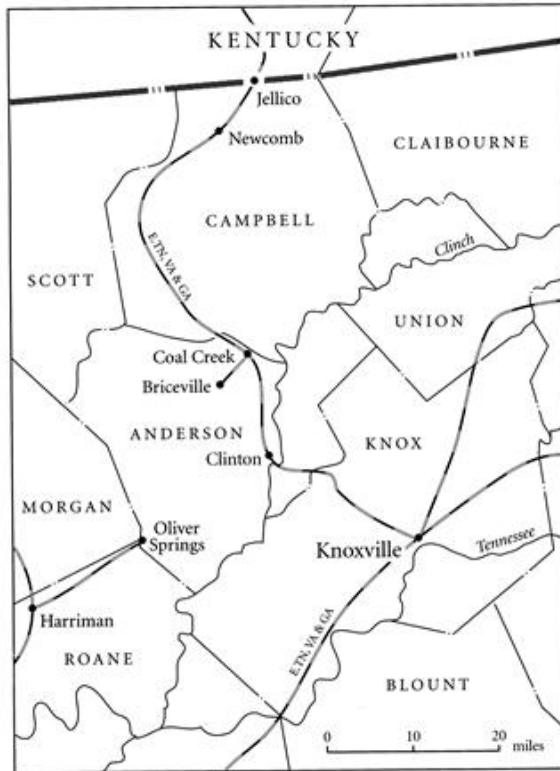 KENTUCKY
Jellico
Newcomb
CLAIBOURNE
CAMPBELL
E.TN, VA & GA
Clinch
SCOTT
UNION
Coal Creek
Briceville
ANDERSON
KNOX
Clinton
MORGAN
Oliver
Springs
Knoxville
Tennessee
Harriman
E.TN, VA & GA
ROANE
BLOUNT
0 10 20
miles